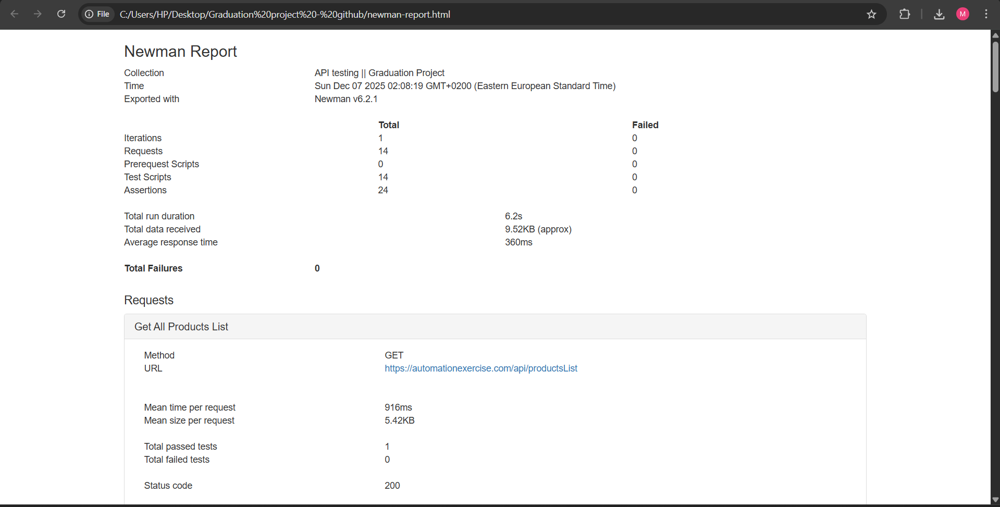 File C:/Users/HP/Desktop/Graduation%20project%20-%20github/newman-report.html M
Newman Report
Collection API testing || Graduation Project
Time Sun Dec 07 2025 02:08:19 GMT+0200 (Eastern European Standard Time)
Exported with Newman v6.2.1
Total Failed
Iterations 1 0
Requests 14 0
Prerequest Scripts 0 0
Test Scripts 14 0
Assertions 24 0
Total run duration 6.2s
Total data received 9.52KB (approx)
Average response time 360ms
Total Failures 0
Requests
Get All Products List
Method GET
URL https://automationexercise.com/api/productsList
Mean time per request 916ms
Mean size per request 5.42KB
Total passed tests 1
Total failed tests 0
Status code 200